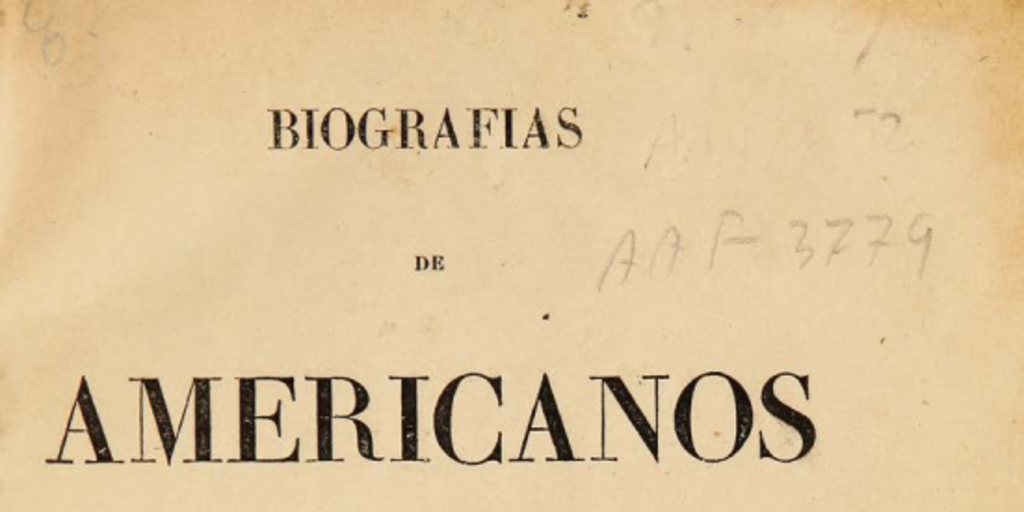 BIOGRAFIAS
AAF-3779
DE
AMERICANOS